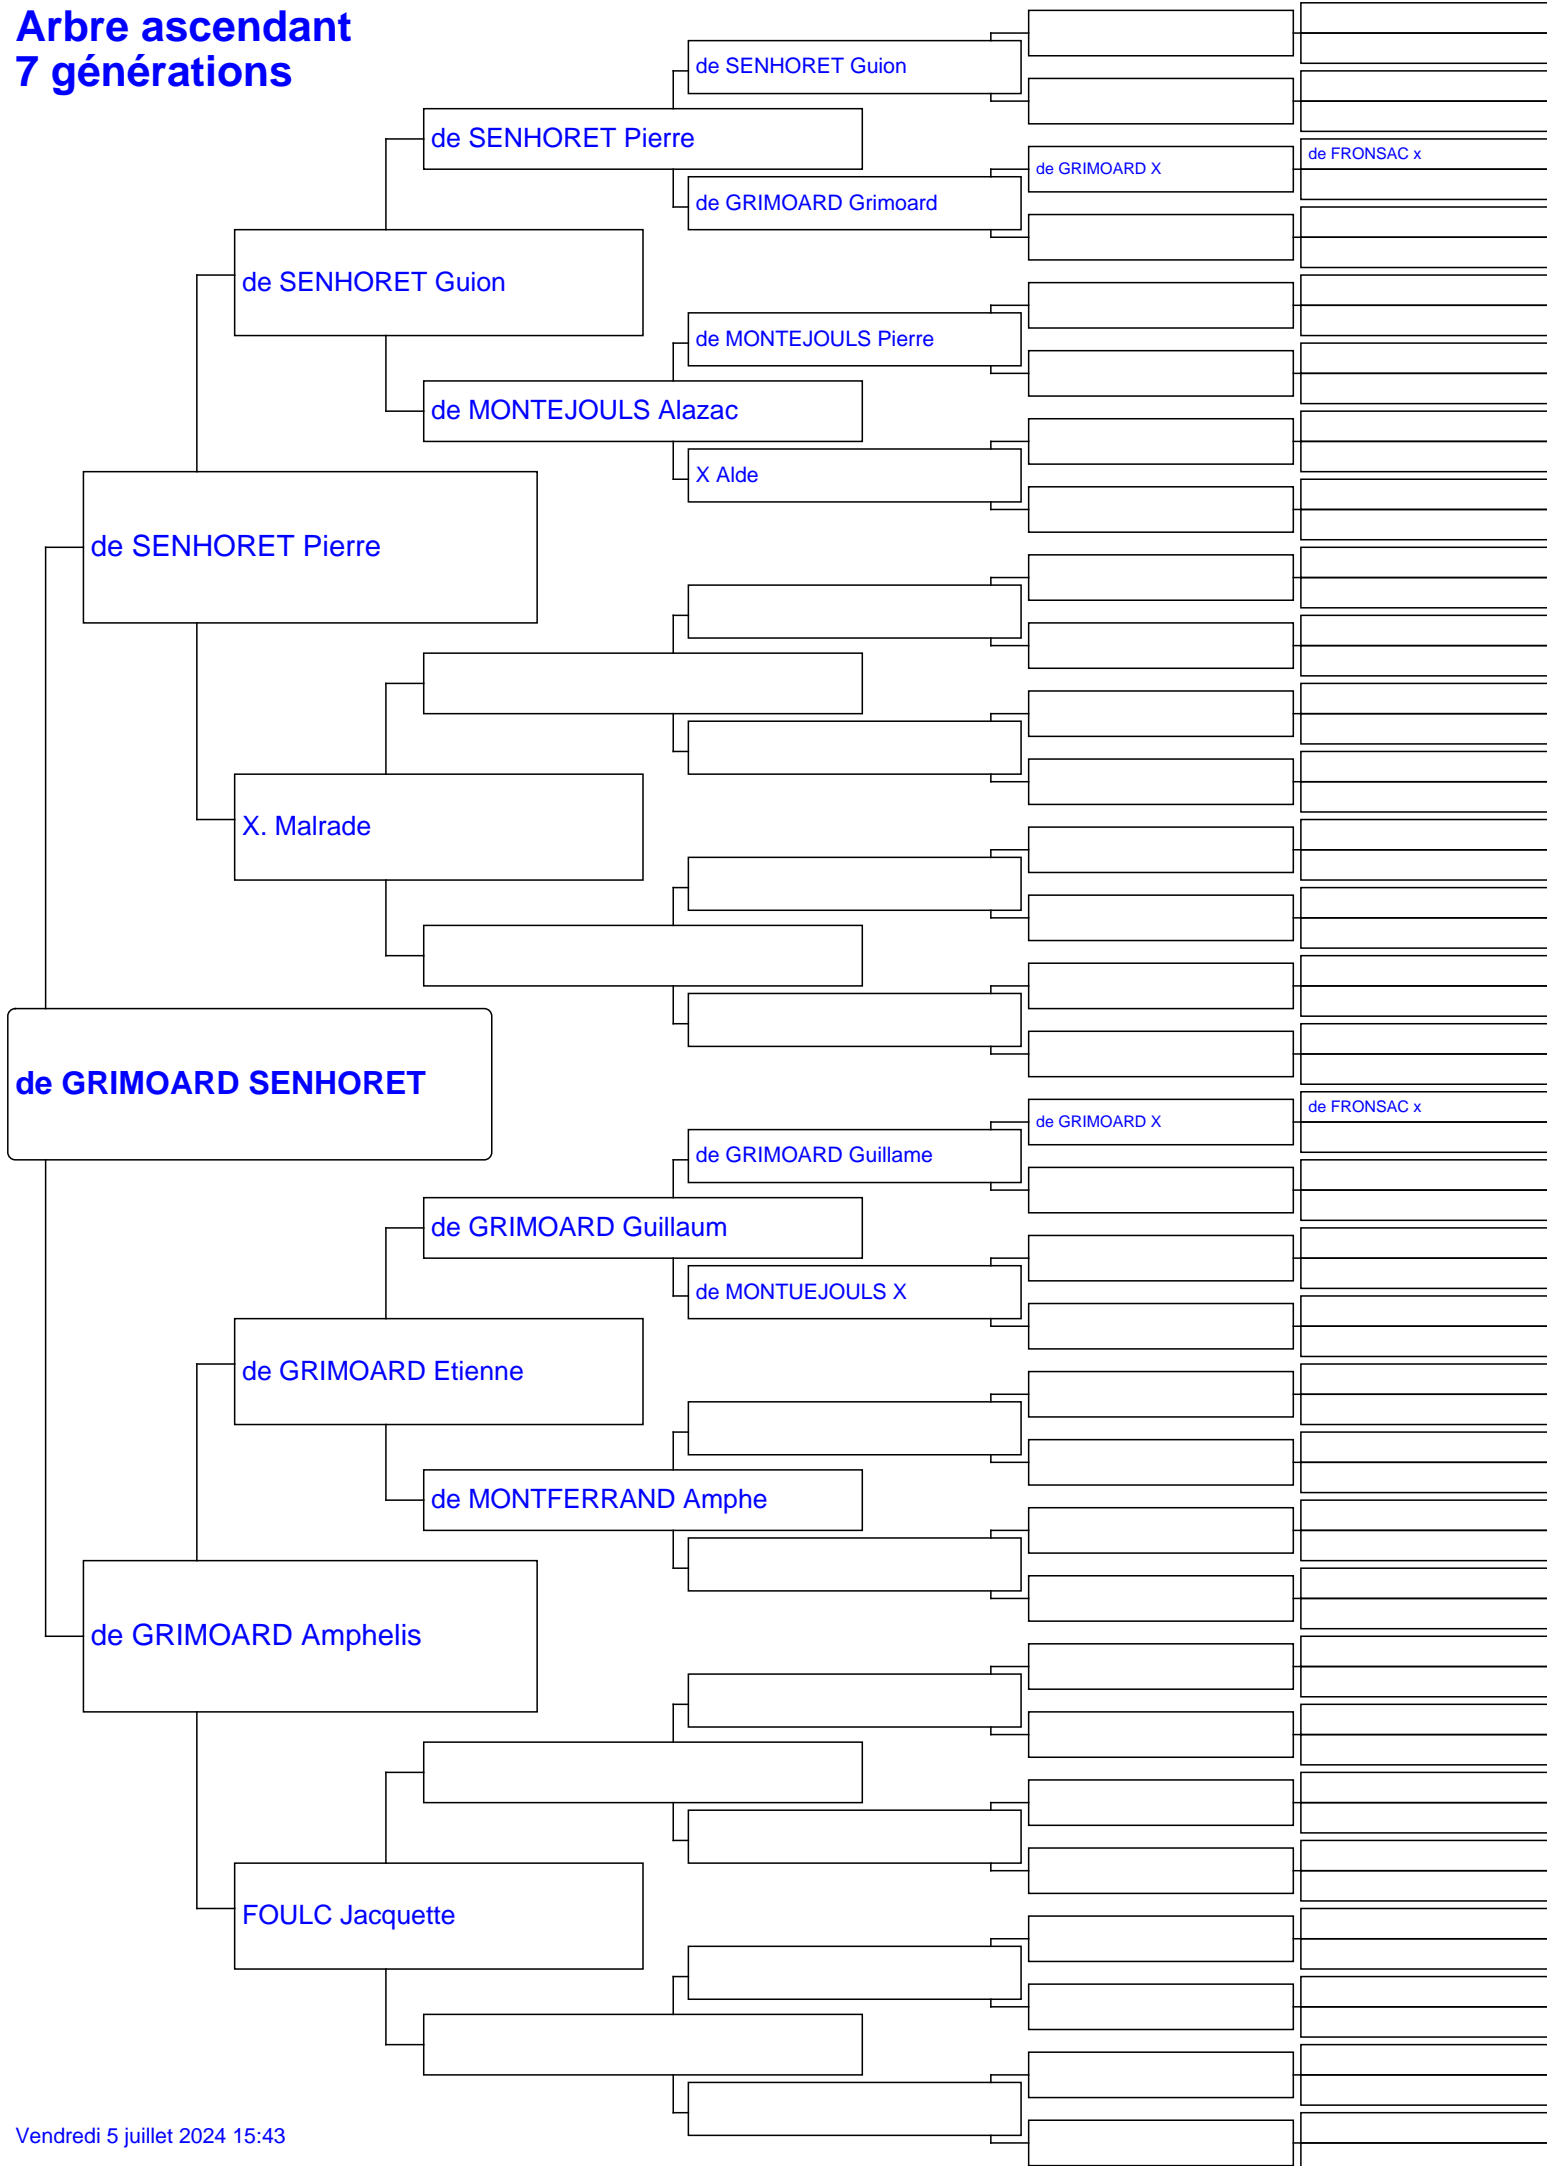 Arbre ascendant
7 générations
de SENHORET Guion
de SENHORET Pierre
de GRIMOARD X
de FRONSAC x
de GRIMOARD Grimoard
de SENHORET Guion
de MONTEJOULS Pierre
de MONTEJOULS Alazac
X Alde
de SENHORET Pierre
X. Malrade
de GRIMOARD SENHORET
de GRIMOARD X
de FRONSAC x
de GRIMOARD Guillame
de GRIMOARD Guillaum
de MONTUEJOULS X
de GRIMOARD Etienne
de MONTFERRAND Amphe
de GRIMOARD Amphelis
FOULC Jacquette
Vendredi 5 juillet 2024 15:43